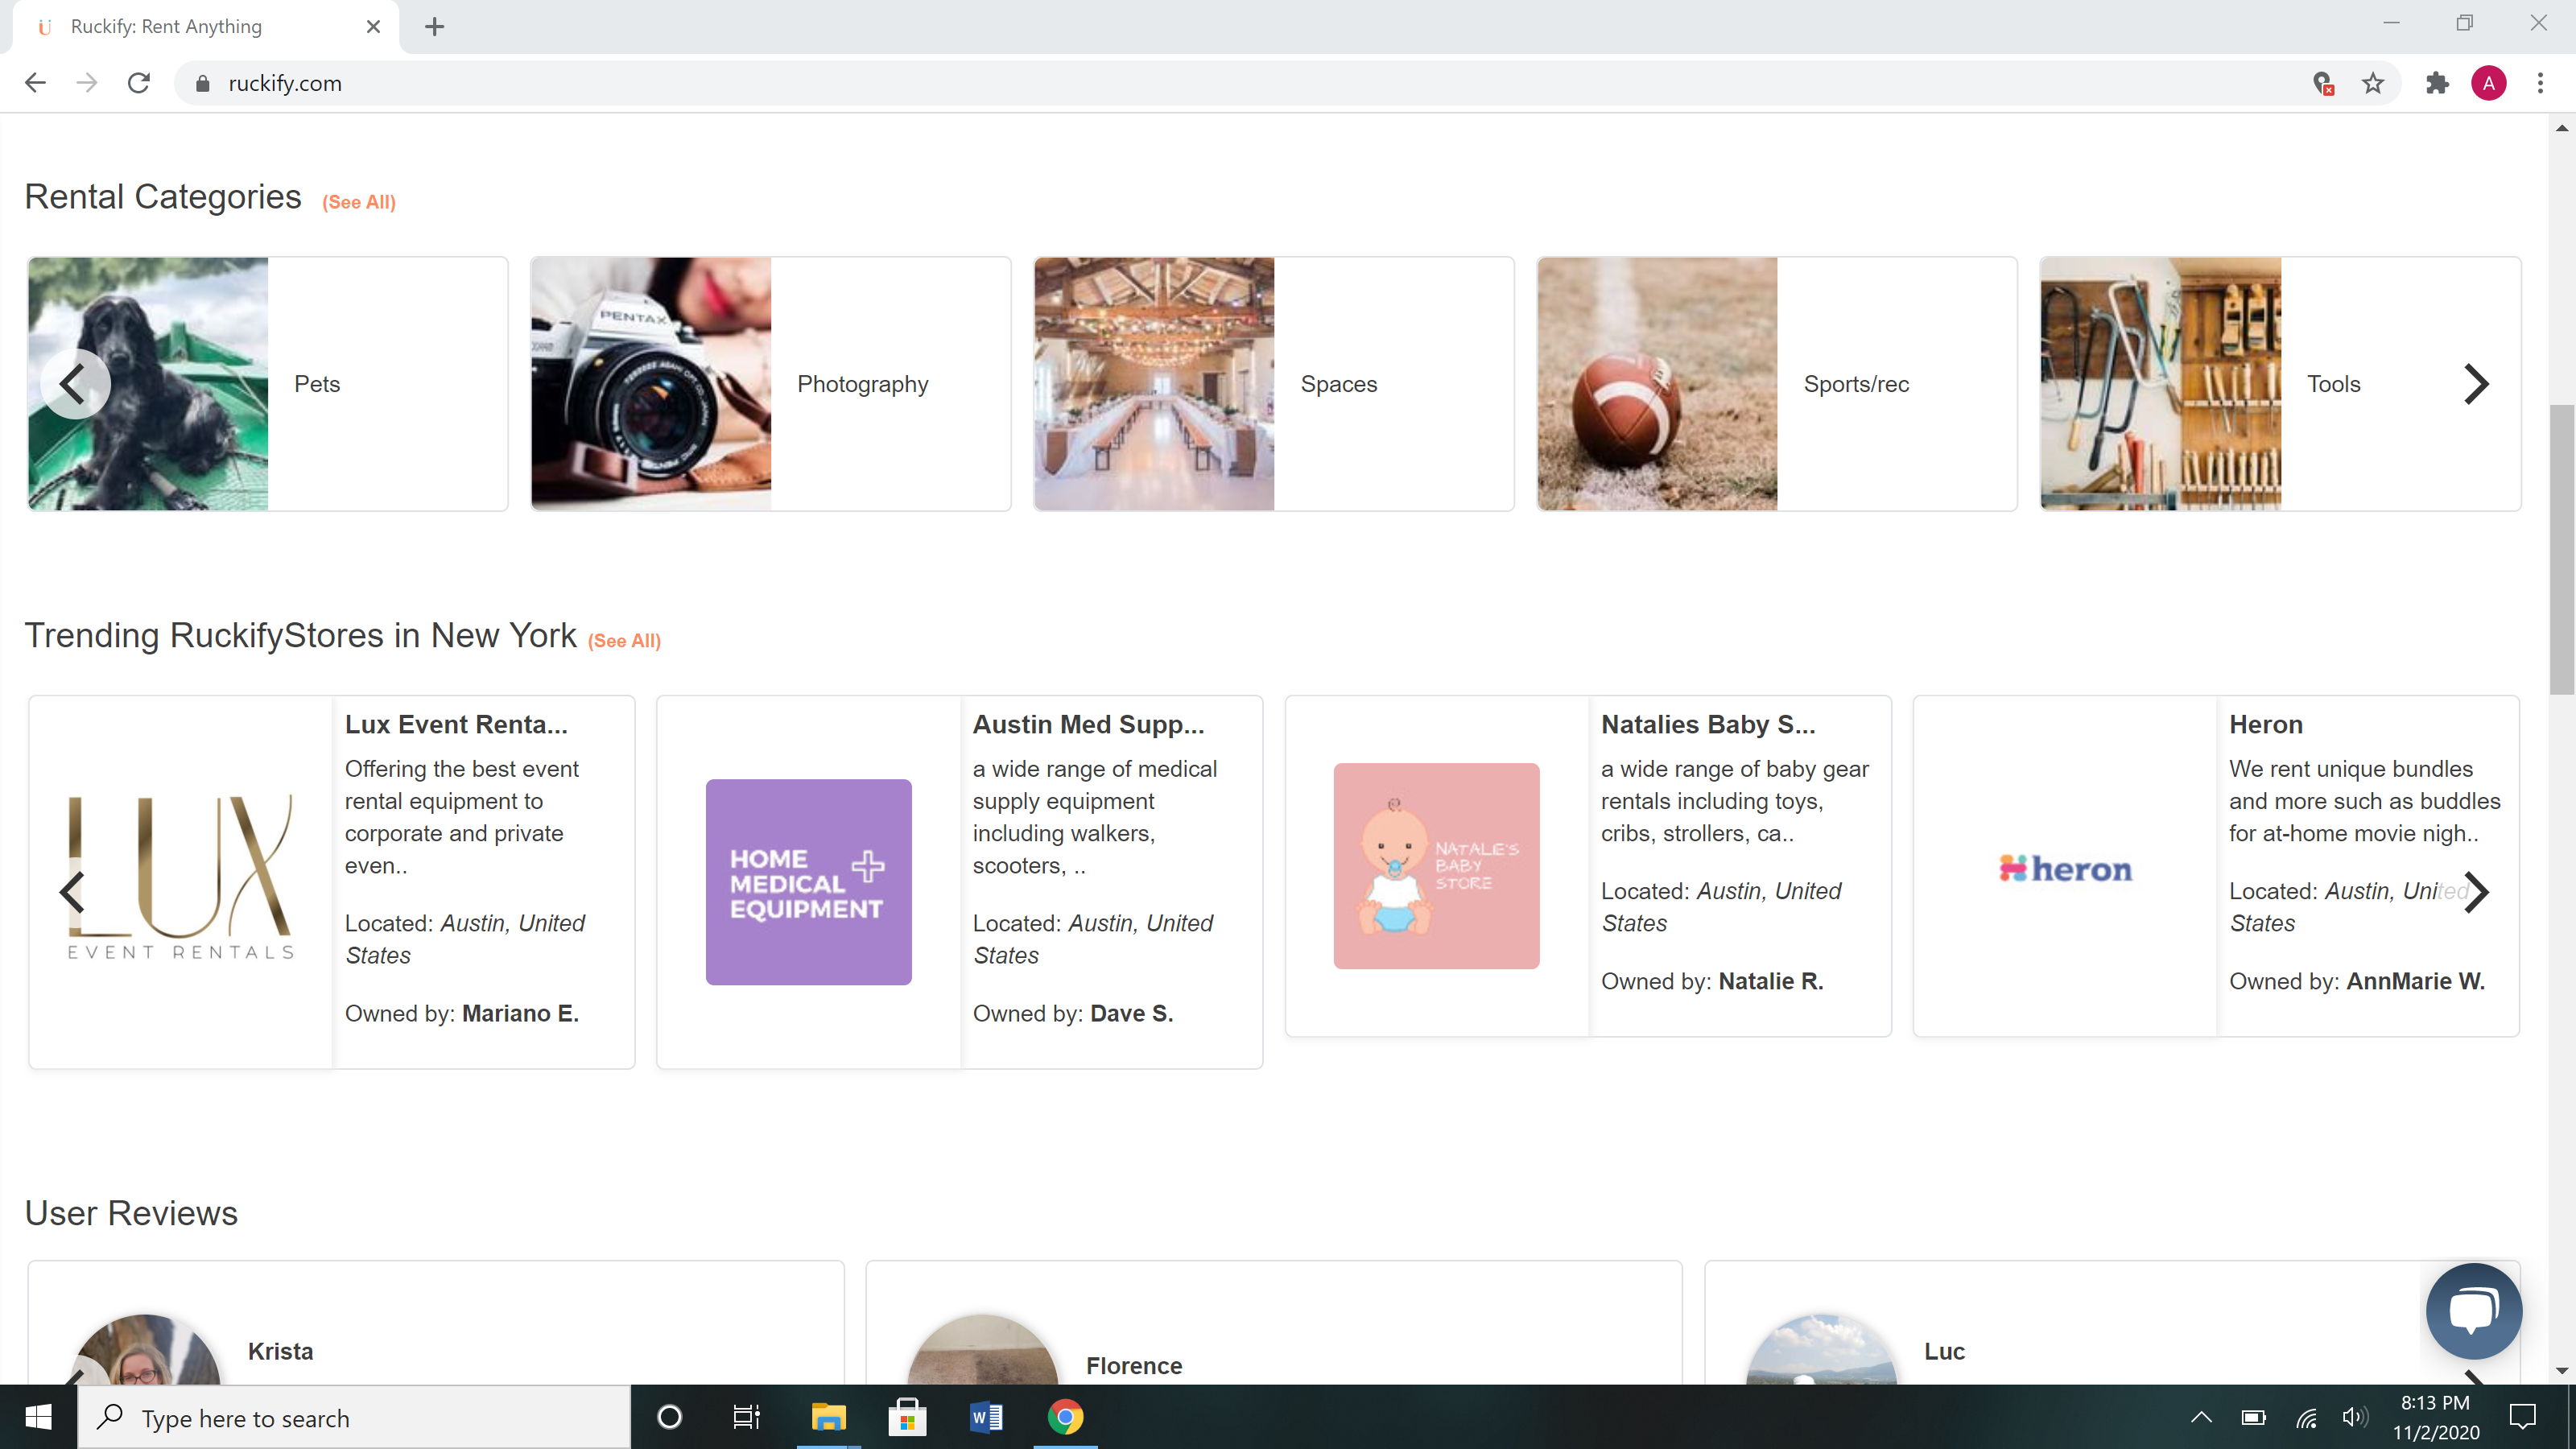 Ruckify: Rent Anything
ruckify.com
A
Rental Categories (See All)
PENTAX
Pets
Photography
Spaces
Sports/rec
Tools
Trending RuckifyStores in New York (See All)
LUX
EVENT RENTALS
Lux Event Renta...
Offering the best event
rental equipment to
corporate and private
even..
Located: Austin, United
States
Owned by: Mariano E.
HOME
MEDICAL
EQUIPMENT
Austin Med Supp...
a wide range of medical
supply equipment
including walkers,
scooters, ..
Located: Austin, United
States
Owned by: Dave S.
NATALIE'S
BABY
STORE
Natalies Baby S...
a wide range of baby gear
rentals including toys,
cribs, strollers, ca..
Located: Austin, United
States
Owned by: Natalie R.
heron
Heron
We rent unique bundles
and more such as buddles
for at-home movie nigh..
Located: Austin, United
States
Owned by: AnnMarie W.
User Reviews
Krista
Florence
Luc
Type here to search
W
8:13 PM
11/2/2020